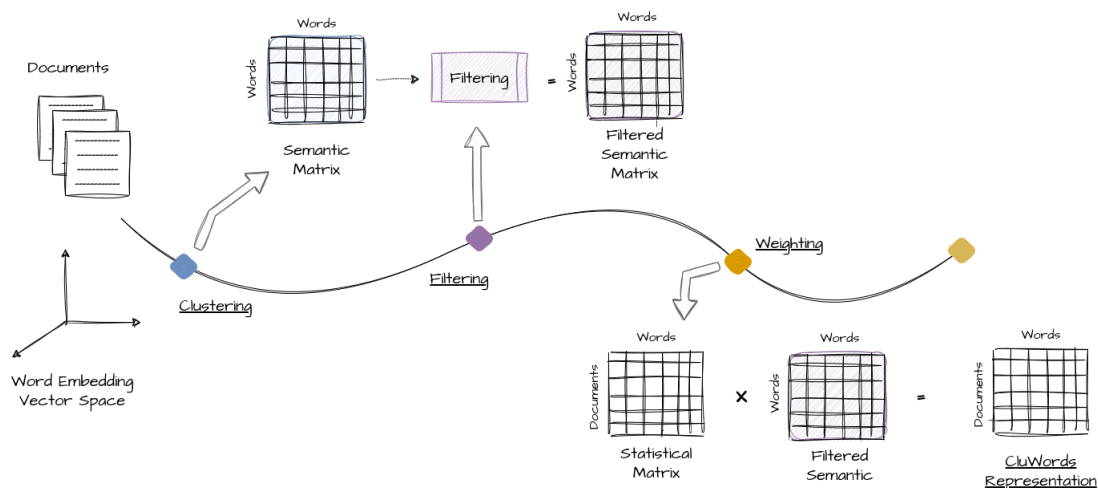 Documents
Words
Words
Semantic
Matrix
Filtering
=
Words
Words
Filtered
Semantic
Matrix
Clustering
Filtering
Weighting
Word Embedding
Vector Space
Words
Documents
Statistical
Matrix
×
Words
Words
Filtered
Semantic
=
Words
Documents
CluWords
Representation